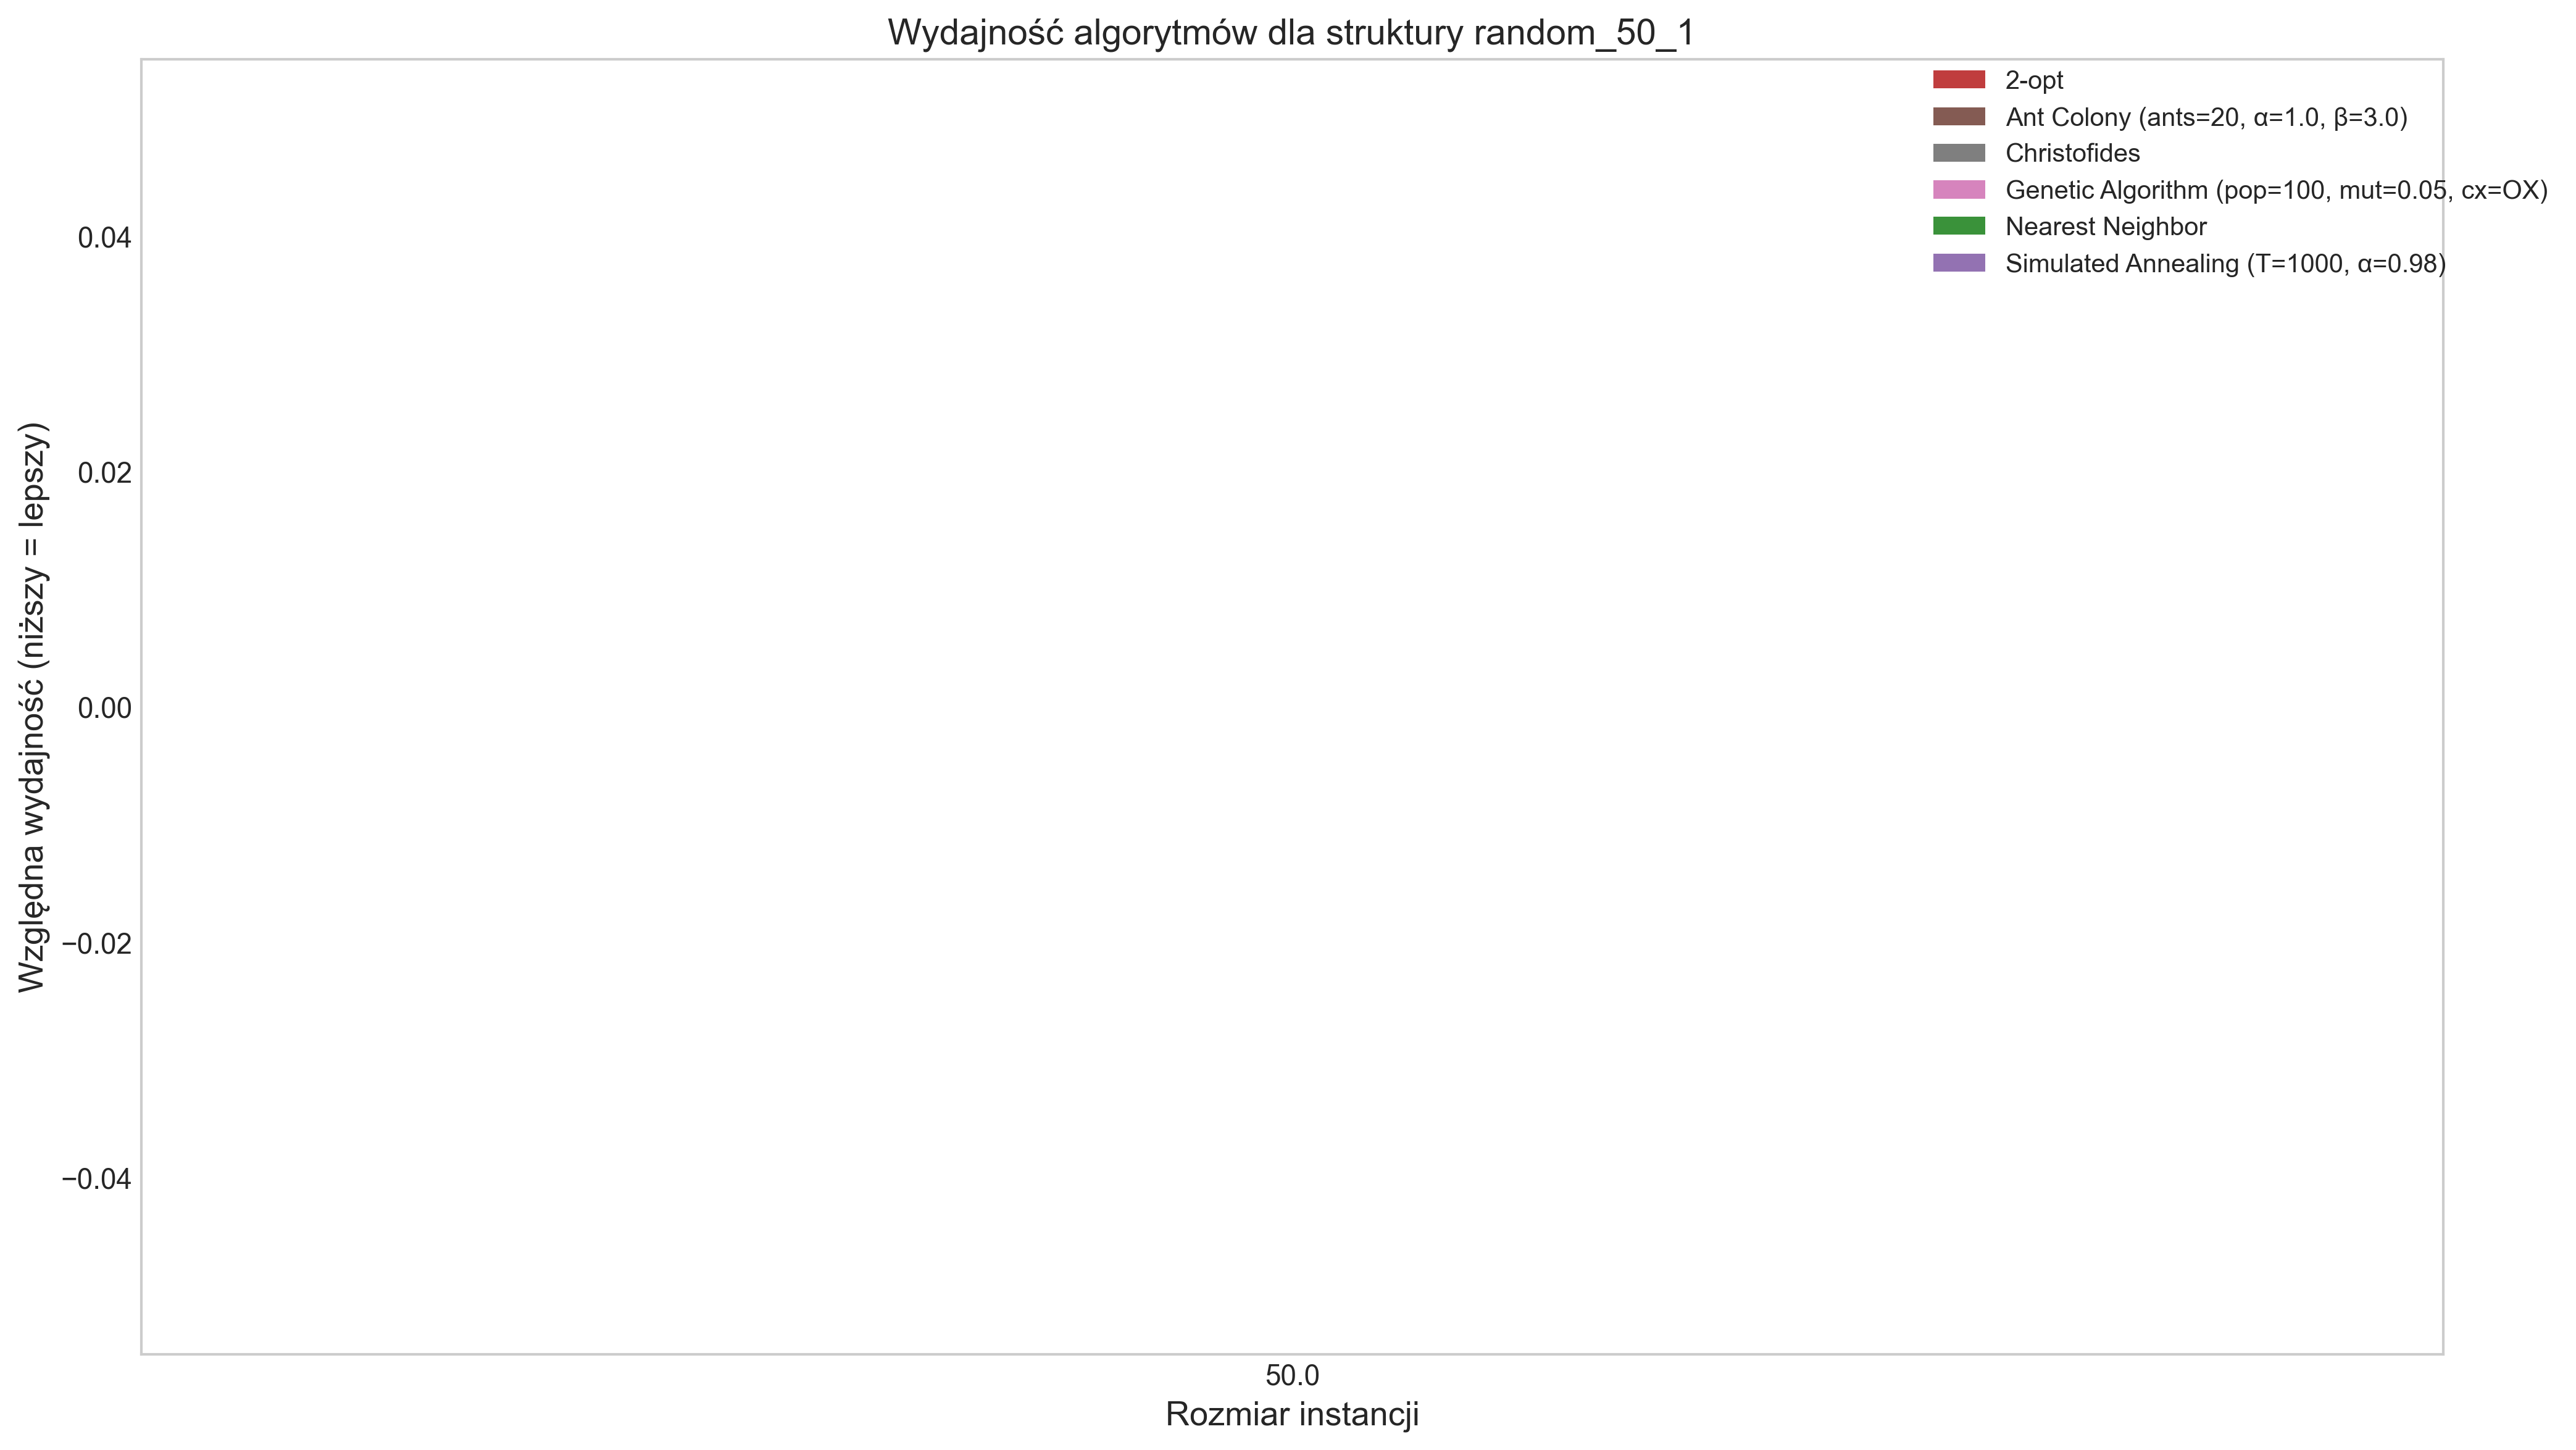 Wydajność algorytmów dla struktury random_50_1
2-opt
Ant Colony (ants=20, α=1.0, β=3.0)
Christofides
Genetic Algorithm (pop=100, mut=0.05, cx=OX)
Nearest Neighbor
Simulated Annealing (T=1000, α=0.98)
Względna wydajność (niższy = lepszy)
0.04
0.02
0.00
−0.02
−0.04
50.0
Rozmiar instancji